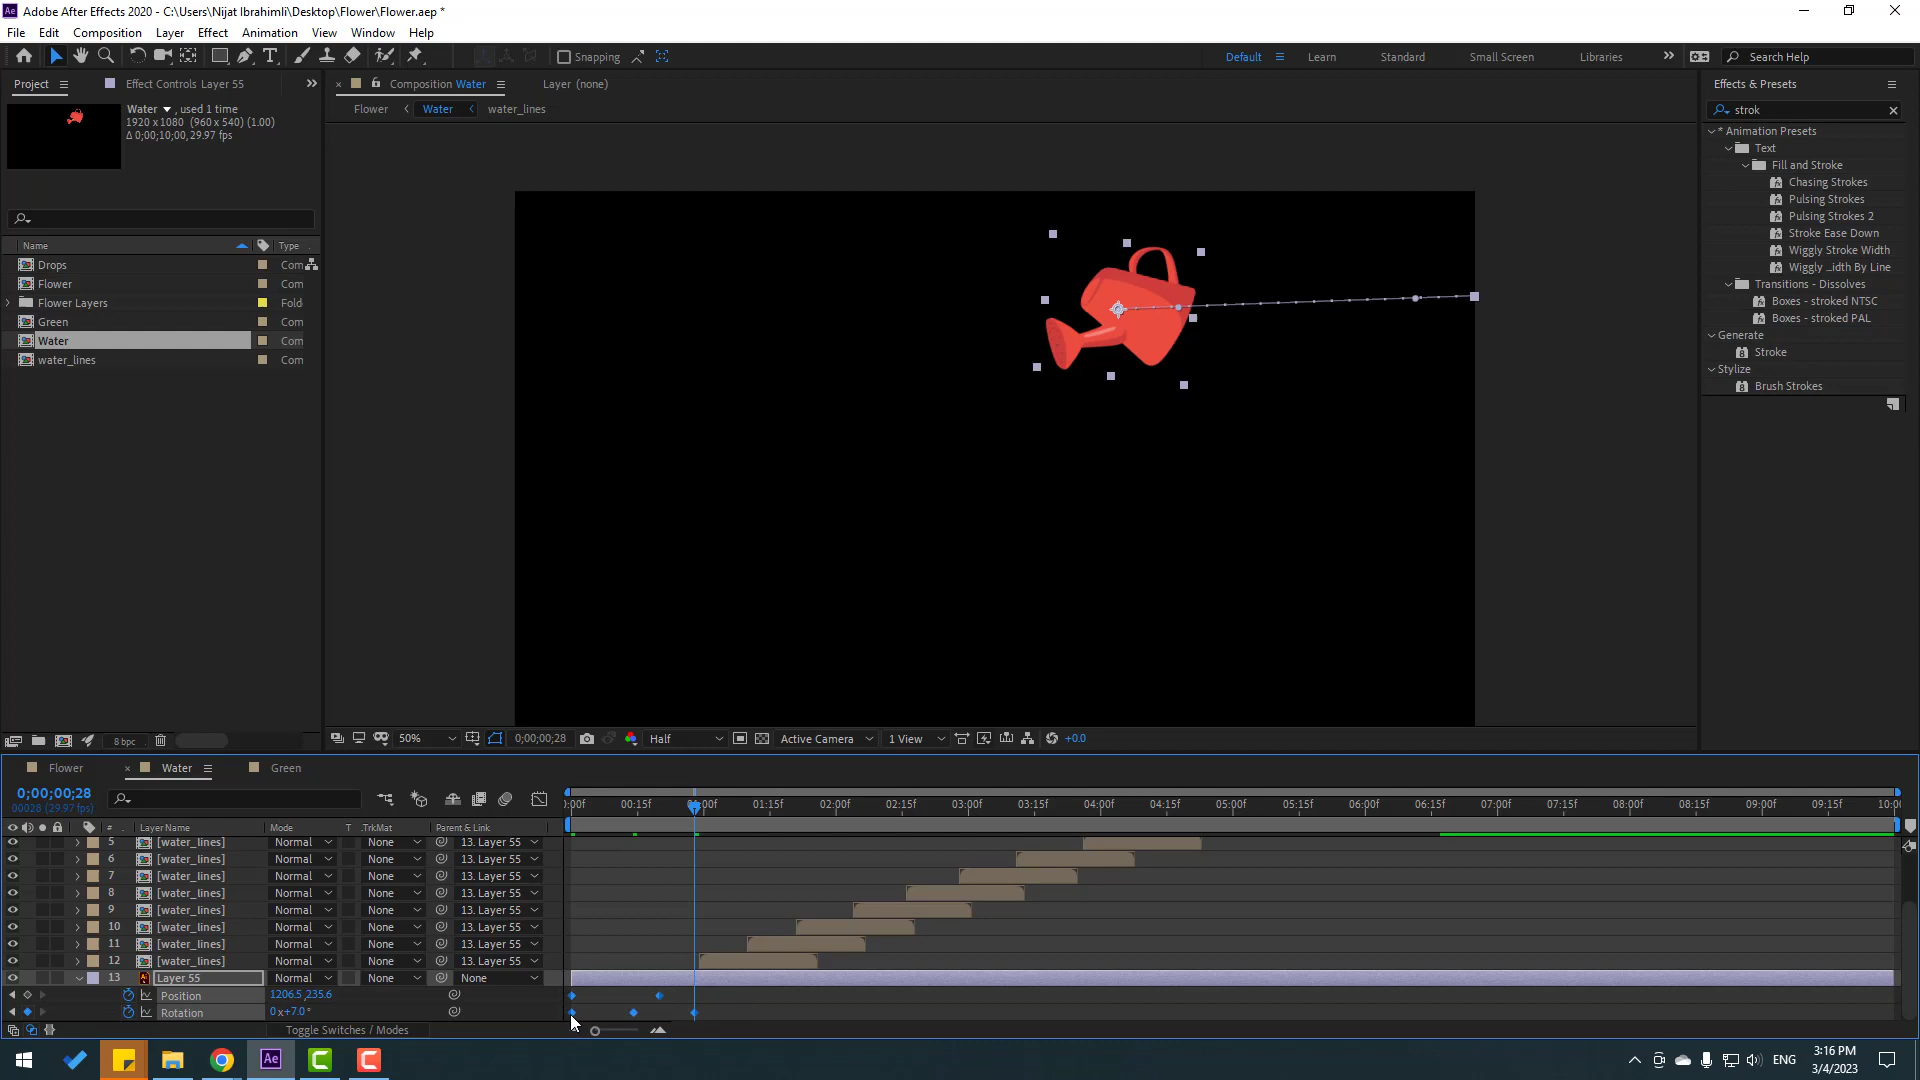 Adobe After Effects 2020 - C:\Users\Nijat Ibrahimli\Desktop\Flower\Flower.aep *
File Edit Composition Layer Effect Animation View Window Help
Snapping Default Learn Standard Small Screen Libraries Search Help
Project Effect Controls Layer 55 Composition Water Layer (none) Effects & Presets
Water , used 1 time
1920 x 1080 (960 x 540) (1.00)
Δ 0;00;10;00, 29.97 fps
Flower Water water_lines
strok
* Animation Presets
Text
Fill and Stroke
Chasing Strokes
Pulsing Strokes
Pulsing Strokes 2
Stroke Ease Down
Wiggly Stroke Width
Wiggly ..idth By Line
Transitions - Dissolves
Boxes - stroked NTSC
Boxes - stroked PAL
Generate
Stroke
Stylize
Brush Strokes
Name Type
Drops Com
Flower Com
Flower Layers Fold
Green Com
Water Com
water_lines Com
8 bpc
50% 0;00;00;28 Half Active Camera 1 View +0.0
Flower Water Green
0;00;00;28
00028 (29.97 fps)
:00f 00:15f 01:00f 01:15f 02:00f 02:15f 03:00f 03:15f 04:00f 04:15f 05:00f 05:15f 06:00f 06:15f 07:00f 07:15f 08:00f 08:15f 09:00f 09:15f 10:00
# Layer Name Mode T .TrkMat Parent & Link
5 [water_lines] Normal None 13. Layer 55
6 [water_lines] Normal None 13. Layer 55
7 [water_lines] Normal None 13. Layer 55
8 [water_lines] Normal None 13. Layer 55
9 [water_lines] Normal None 13. Layer 55
10 [water_lines] Normal None 13. Layer 55
11 [water_lines] Normal None 13. Layer 55
12 [water_lines] Normal None 13. Layer 55
13 Layer 55 Normal None None
Position 1206.5,235.6
Rotation 0x+7.0°
Toggle Switches / Modes
ENG
3:16 PM
3/4/2023